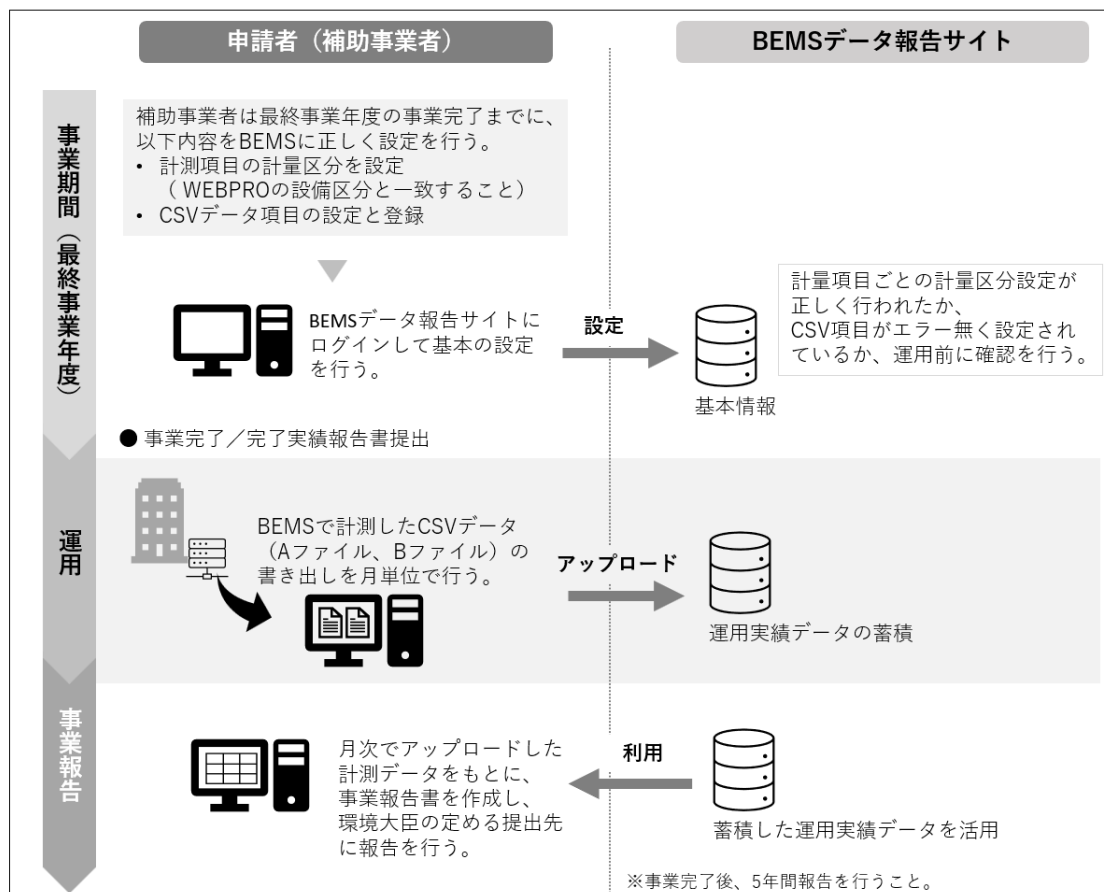 申請者（補助事業者）
BEMSデータ報告サイト
事業期間（最終事業年度）
補助事業者は最終事業年度の事業完了までに、
以下内容をBEMSに正しく設定を行う。
• 計測項目の計量区分を設定
（ WEBPROの設備区分と一致すること）
• CSVデータ項目の設定と登録
BEMSデータ報告サイトに
ログインして基本の設定
を行う。
設定
計量項目ごとの計量区分設定が
正しく行われたか、
CSV項目がエラー無く設定され
ているか、運用前に確認を行う。
基本情報
● 事業完了／完了実績報告書提出
運用
BEMSで計測したCSVデータ
（Aファイル、Bファイル）の
書き出しを月単位で行う。
アップロード
運用実績データの蓄積
事業報告
月次でアップロードした
計測データをもとに、
事業報告書を作成し、
環境大臣の定める提出先
に報告を行う。
利用
蓄積した運用実績データを活用
※事業完了後、5年間報告を行うこと。